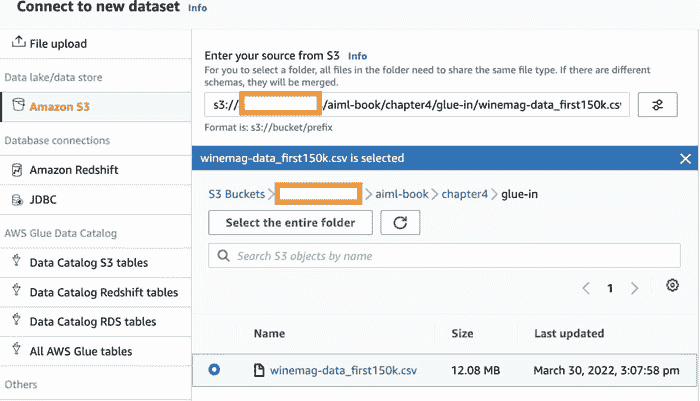 Connect to new dataset Info
File upload
Data lake/data store
Amazon S3
Database connections
Amazon Redshift
JDBC
AWS Glue Data Catalog
Data Catalog S3 tables
Data Catalog Redshift tables
Data Catalog RDS tables
All AWS Glue tables
Others
Enter your source from S3 Info
For you to select a folder, all files in the folder need to share the same file type. If there are different
schemas, they will be merged.
s3:// /aiml-book/chapter4/glue-in/winemag-data_first150k.csv
Format is: s3://bucket/prefix
winemag-data_first150k.csv is selected
S3 Buckets > > aiml-book > chapter4 > glue-in
Select the entire folder
Search S3 objects by name
< 1 >
Name Size Last updated
winemag-data_first150k.csv 12.08 MB March 30, 2022, 3:07:58 pm